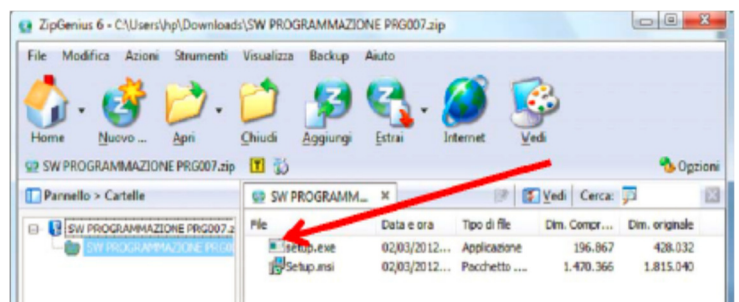 ZipGenius 6 - C:\Users\hp\Downloads\SW PROGRAMMAZIONE PRG007.zip
File Modifica Azioni Strumenti Visualizza Backup Aiuto
Home Nuovo ... Apri Chiudi Aggiungi Estrai Internet Vedi
SW PROGRAMMAZIONE PRG007.zip Opzioni
Pannello > Cartelle SW PROGRAMM... Vedi Cerca:
File Data e ora Tipo di file Dim. Compr... Dim. originale
SW PROGRAMMAZIONE PRG007.z
SW PROGRAMMAZIONE PRG00
setup.exe 02/03/2012... Applicazione 196.867 428.032
Setup.msi 02/03/2012... Pacchetto .... 1.470.366 1.815.040